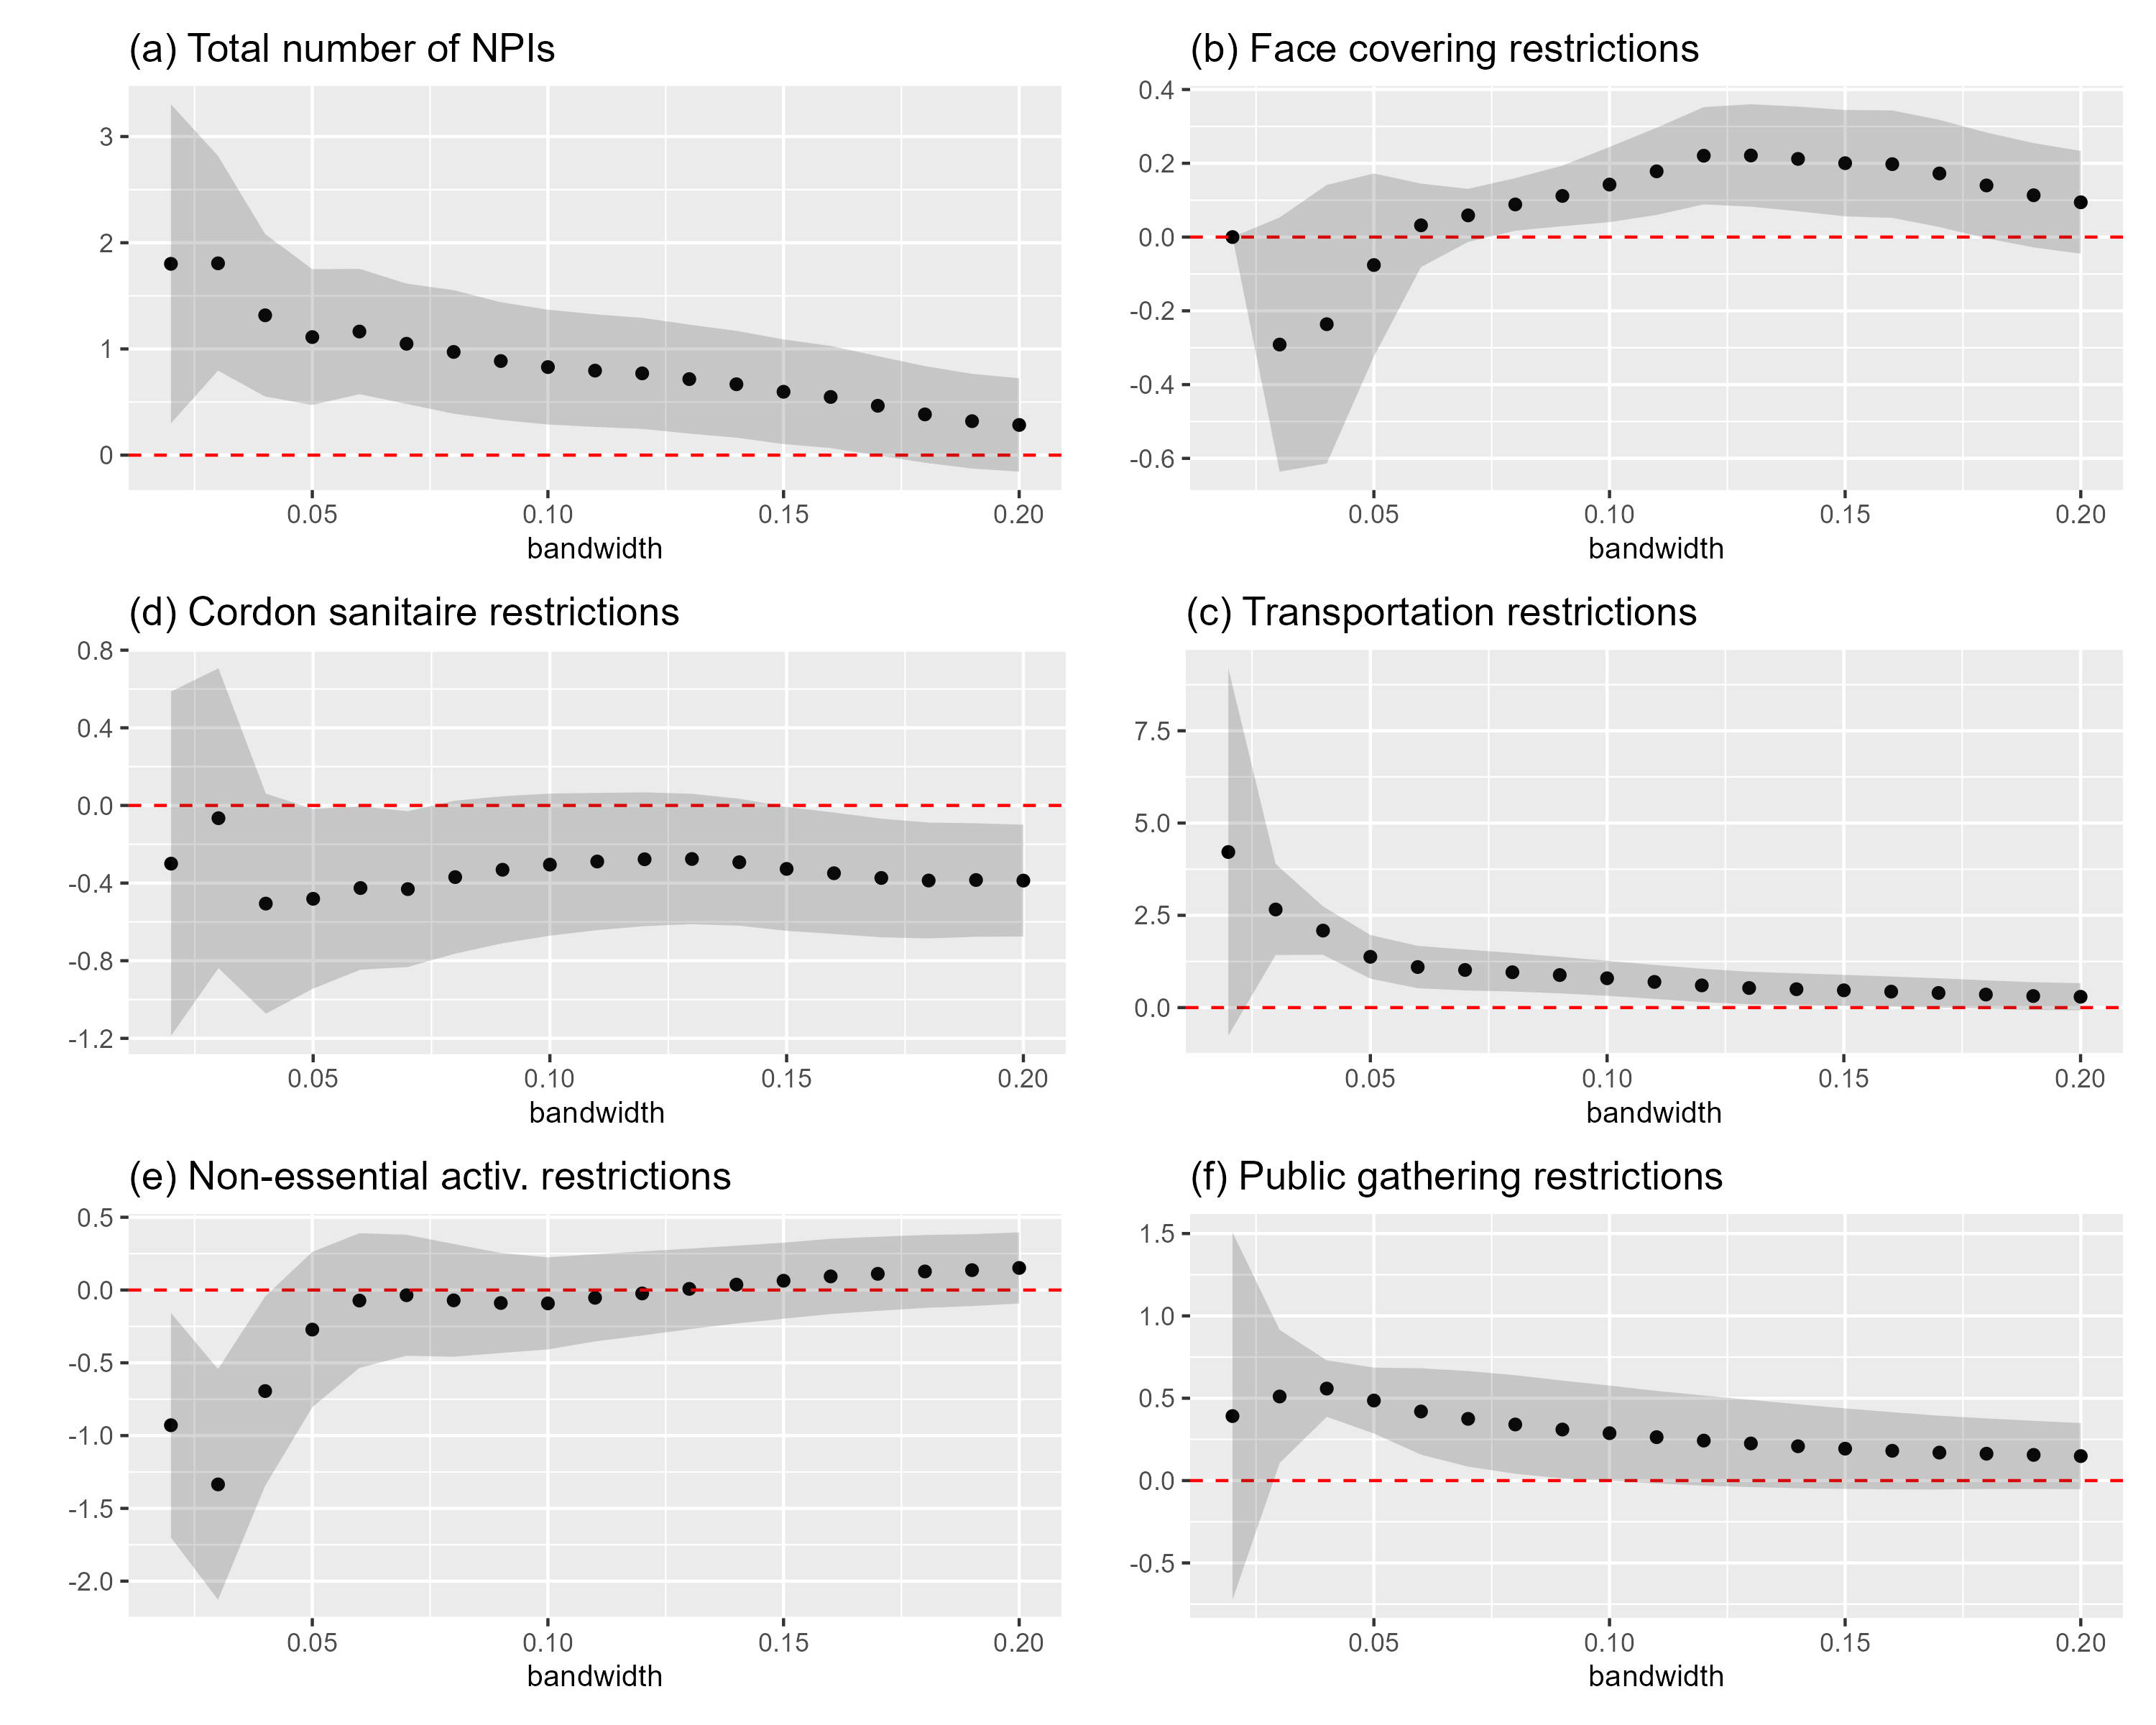 (a) Total number of NPIs
3
2
1
0
0.05 0.10 0.15 0.20
bandwidth
(b) Face covering restrictions
0.4
0.2
0.0
-0.2
-0.4
-0.6
0.05 0.10 0.15 0.20
bandwidth
(d) Cordon sanitaire restrictions
0.8
0.4
0.0
-0.4
-0.8
-1.2
0.05 0.10 0.15 0.20
bandwidth
(c) Transportation restrictions
7.5
5.0
2.5
0.0
0.05 0.10 0.15 0.20
bandwidth
(e) Non-essential activ. restrictions
0.5
0.0
-0.5
-1.0
-1.5
-2.0
0.05 0.10 0.15 0.20
bandwidth
(f) Public gathering restrictions
1.5
1.0
0.5
0.0
-0.5
0.05 0.10 0.15 0.20
bandwidth